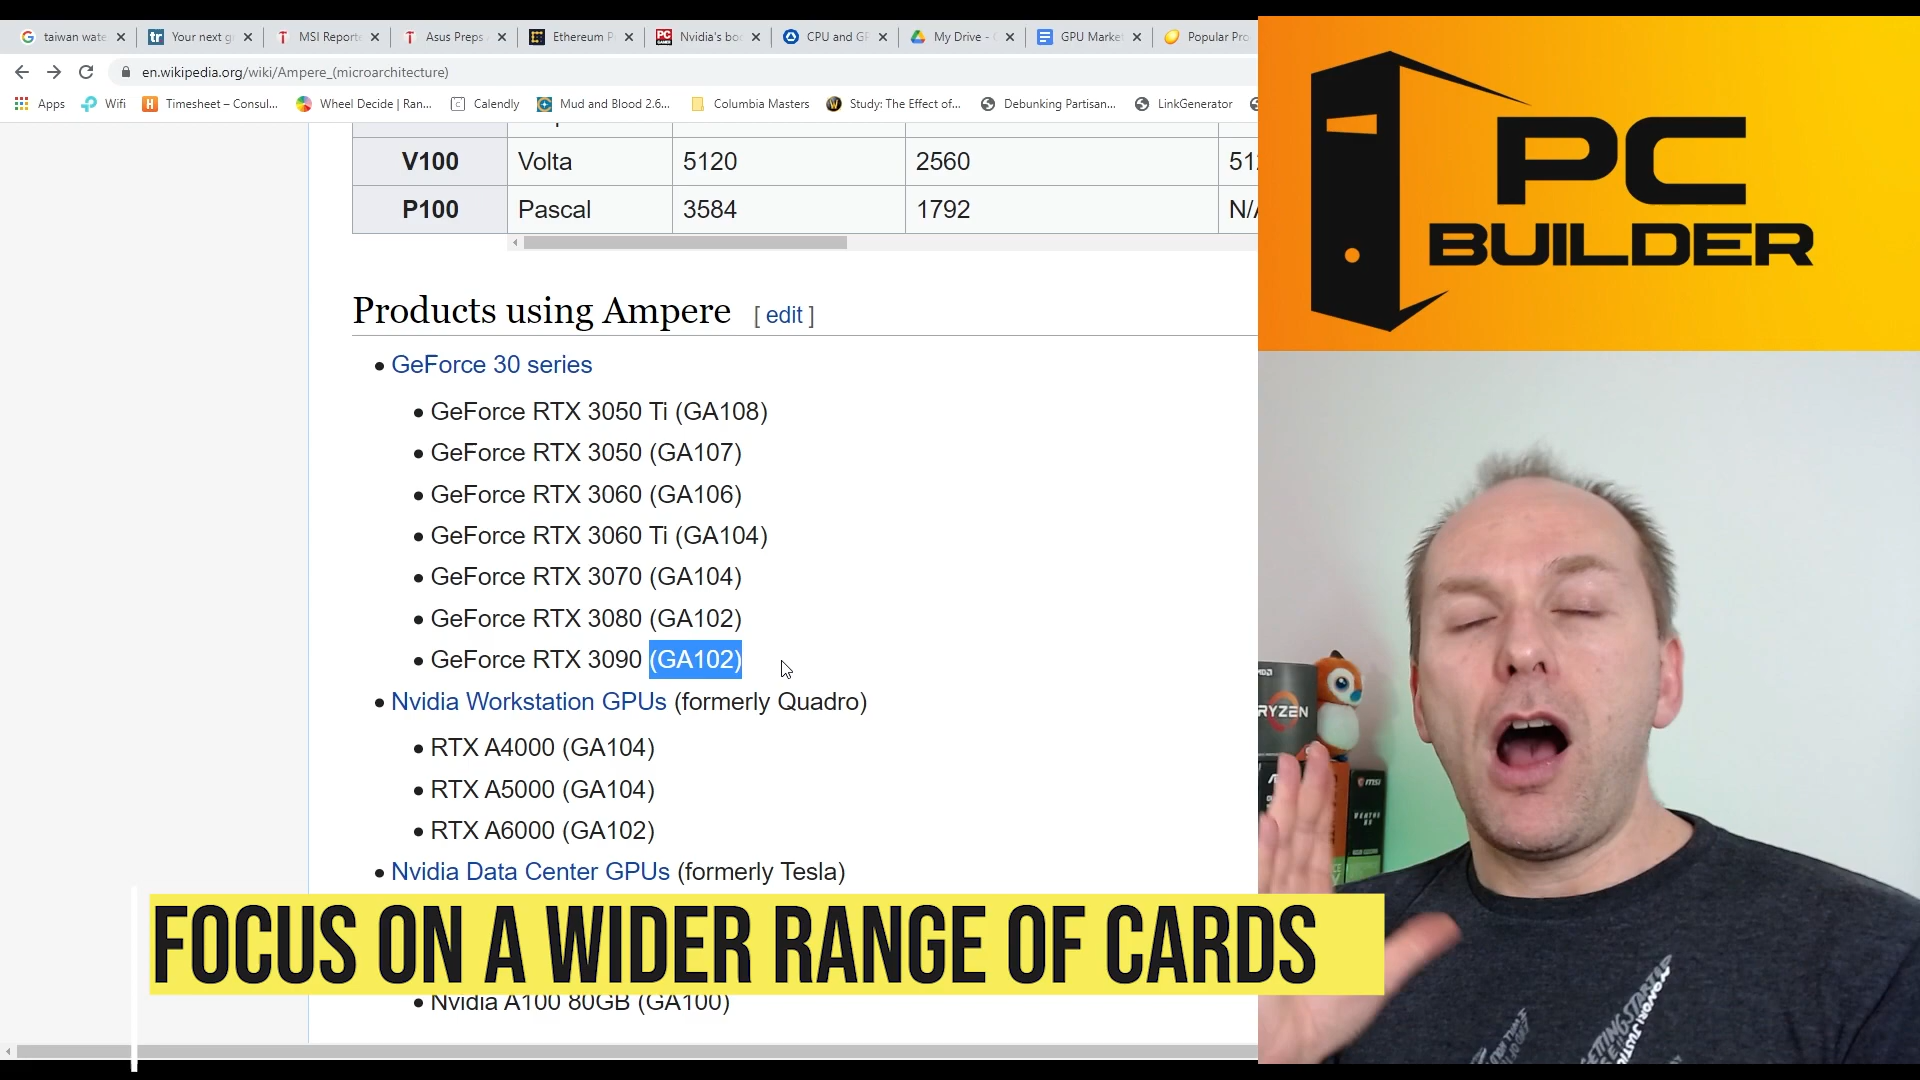 taiwan wate
Your next g
MSI Reporte
Asus Preps
Ethereum P
Nvidia's bo
CPU and GP
My Drive - G
GPU Marke
Popular Pro
en.wikipedia.org/wiki/Ampere_(microarchitecture)
Apps
Wifi
Timesheet – Consul...
Wheel Decide | Ran...
Calendly
Mud and Blood 2.6...
Columbia Masters
Study: The Effect of...
Debunking Partisan...
LinkGenerator
V100 Volta 5120 2560 51
P100 Pascal 3584 1792 N/A
Products using Ampere [ edit ]
GeForce 30 series
GeForce RTX 3050 Ti (GA108)
GeForce RTX 3050 (GA107)
GeForce RTX 3060 (GA106)
GeForce RTX 3060 Ti (GA104)
GeForce RTX 3070 (GA104)
GeForce RTX 3080 (GA102)
GeForce RTX 3090 (GA102)
Nvidia Workstation GPUs (formerly Quadro)
RTX A4000 (GA104)
RTX A5000 (GA104)
RTX A6000 (GA102)
Nvidia Data Center GPUs (formerly Tesla)
Nvidia A100 80GB (GA100)
FOCUS ON A WIDER RANGE OF CARDS
PC
BUILDER
AMD
RYZEN
msi